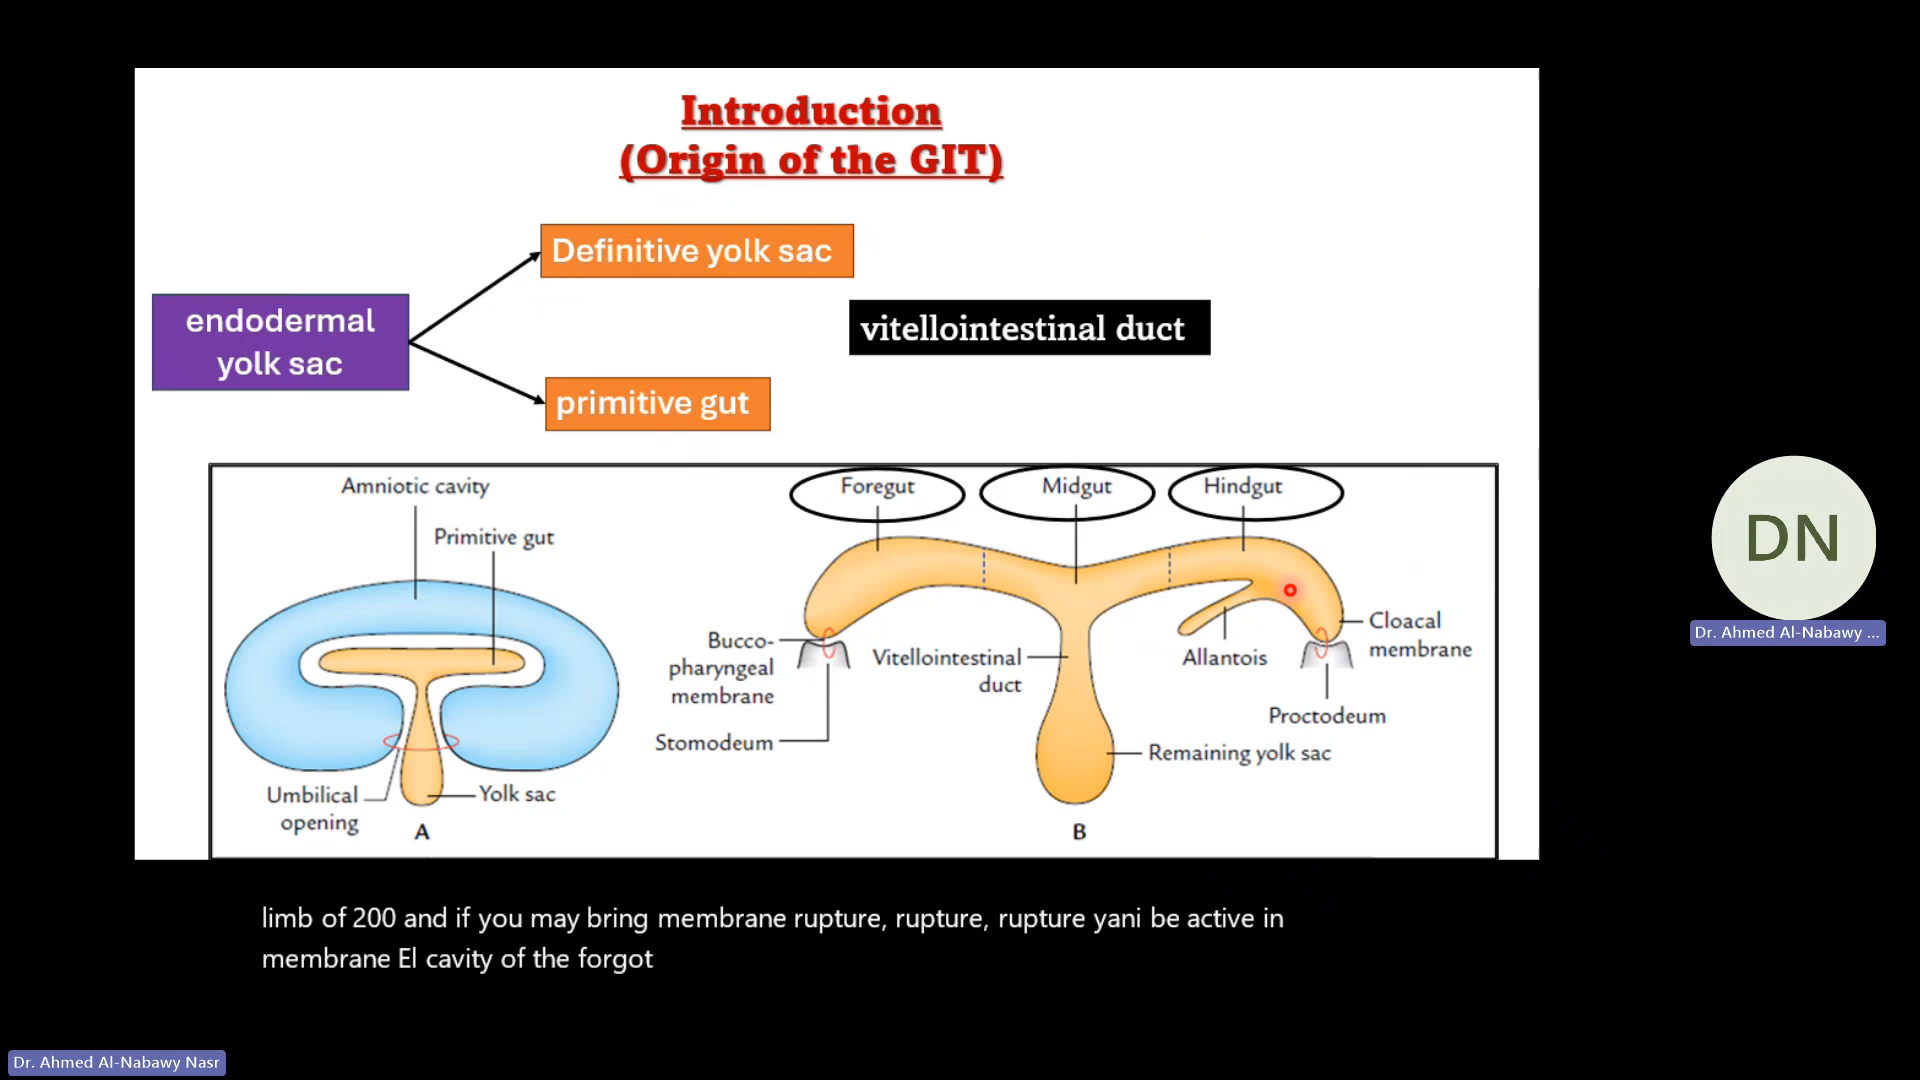 Introduction
(Origin of the GIT)
Definitive yolk sac
endodermal
yolk sac
vitellointestinal duct
primitive gut
Amniotic cavity
Primitive gut
Umbilical
opening
Yolk sac
A
Foregut
Midgut
Hindgut
Bucco-
pharyngeal
membrane
Stomodeum
Vitellointestinal
duct
Allantois
Cloacal
membrane
Proctodeum
Remaining yolk sac
B
DN
Dr. Ahmed Al-Nabawy ...
limb of 200 and if you may bring membrane rupture, rupture, rupture yani be active in
membrane El cavity of the forgot
Dr. Ahmed Al-Nabawy Nasr